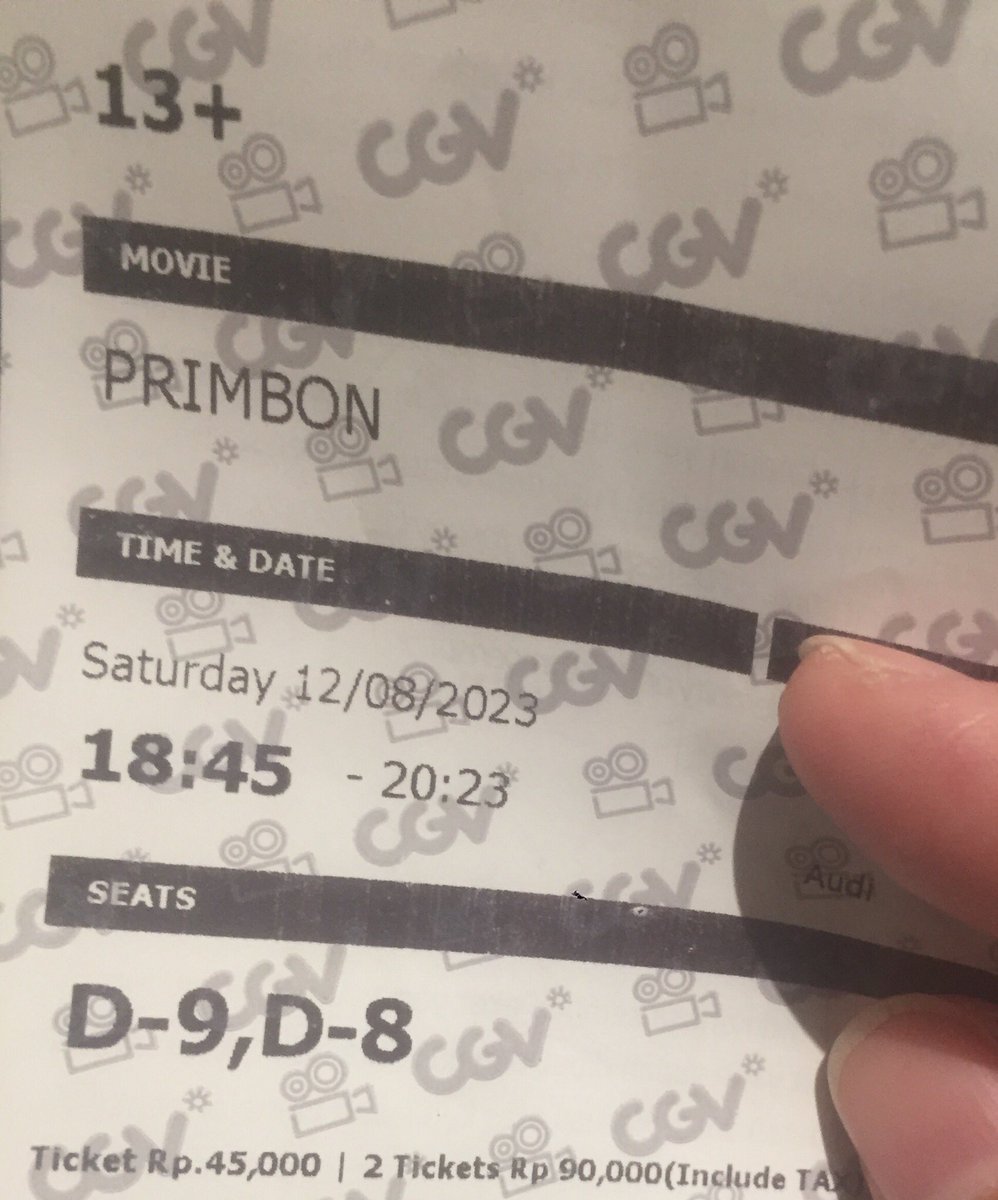 13+
MOVIE
PRIMBON
TIME & DATE
Saturday 12/08/2023
18:45 - 20:23
Audi
SEATS
D-9,D-8
Ticket Rp.45,000 | 2 Tickets Rp 90,000(Include TAX)
CGV